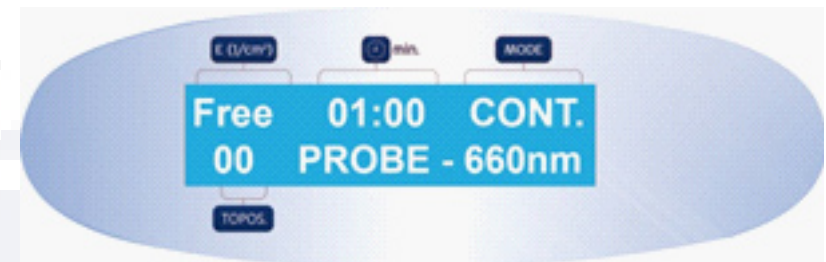 E (J/cm²) min. MODE
Free 01:00 CONT.
00 PROBE - 660nm
TOPOS.